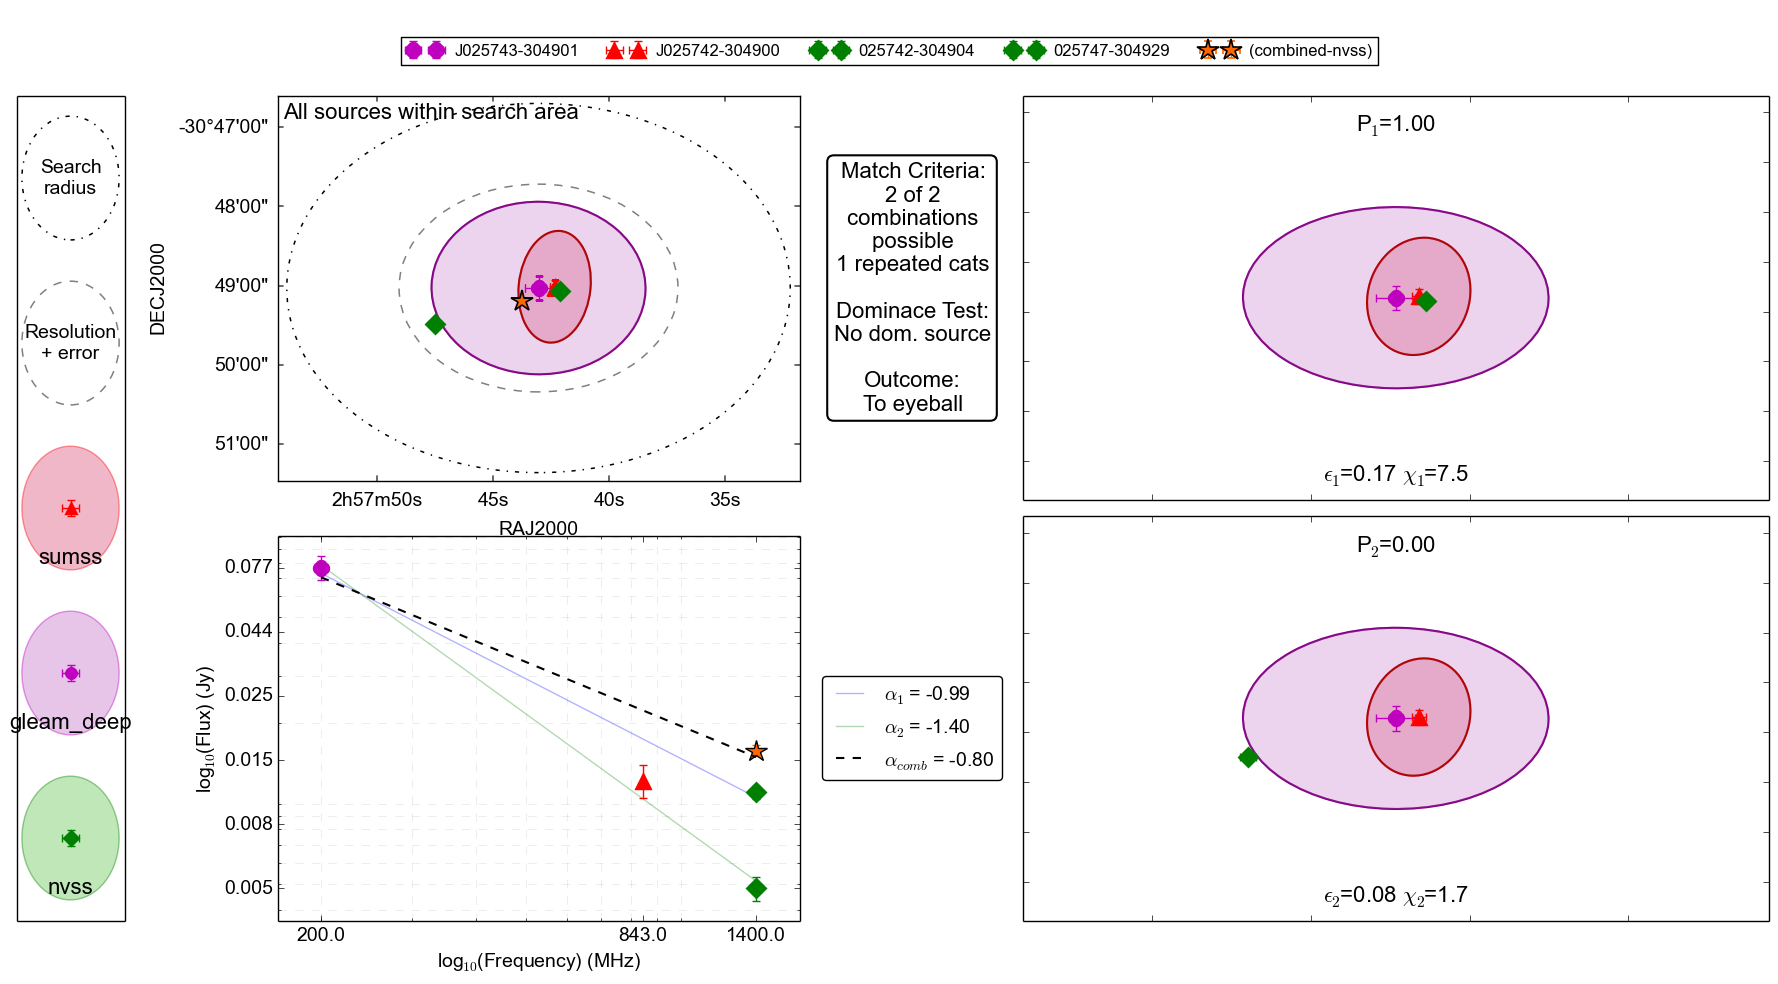 J025743-304901
J025742-304900
025742-304904
025747-304929
(combined-nvss)
Search
radius
Resolution
+ error
sumss
gleam_deep
nvss
All sources within search area
DECJ2000
-30°47'00"
48'00"
49'00"
50'00"
51'00"
2h57m50s
45s
40s
35s
RAJ2000
Match Criteria:
2 of 2
combinations
possible
1 repeated cats
Dominace Test:
No dom. source
Outcome:
To eyeball
P₁=1.00
ϵ₁=0.17 χ₁=7.5
log₁₀(Flux) (Jy)
0.077
0.044
0.025
0.015
0.008
0.005
200.0
843.0
1400.0
log₁₀(Frequency) (MHz)
α₁ = -0.99
α₂ = -1.40
α_comb = -0.80
P₂=0.00
ϵ₂=0.08 χ₂=1.7